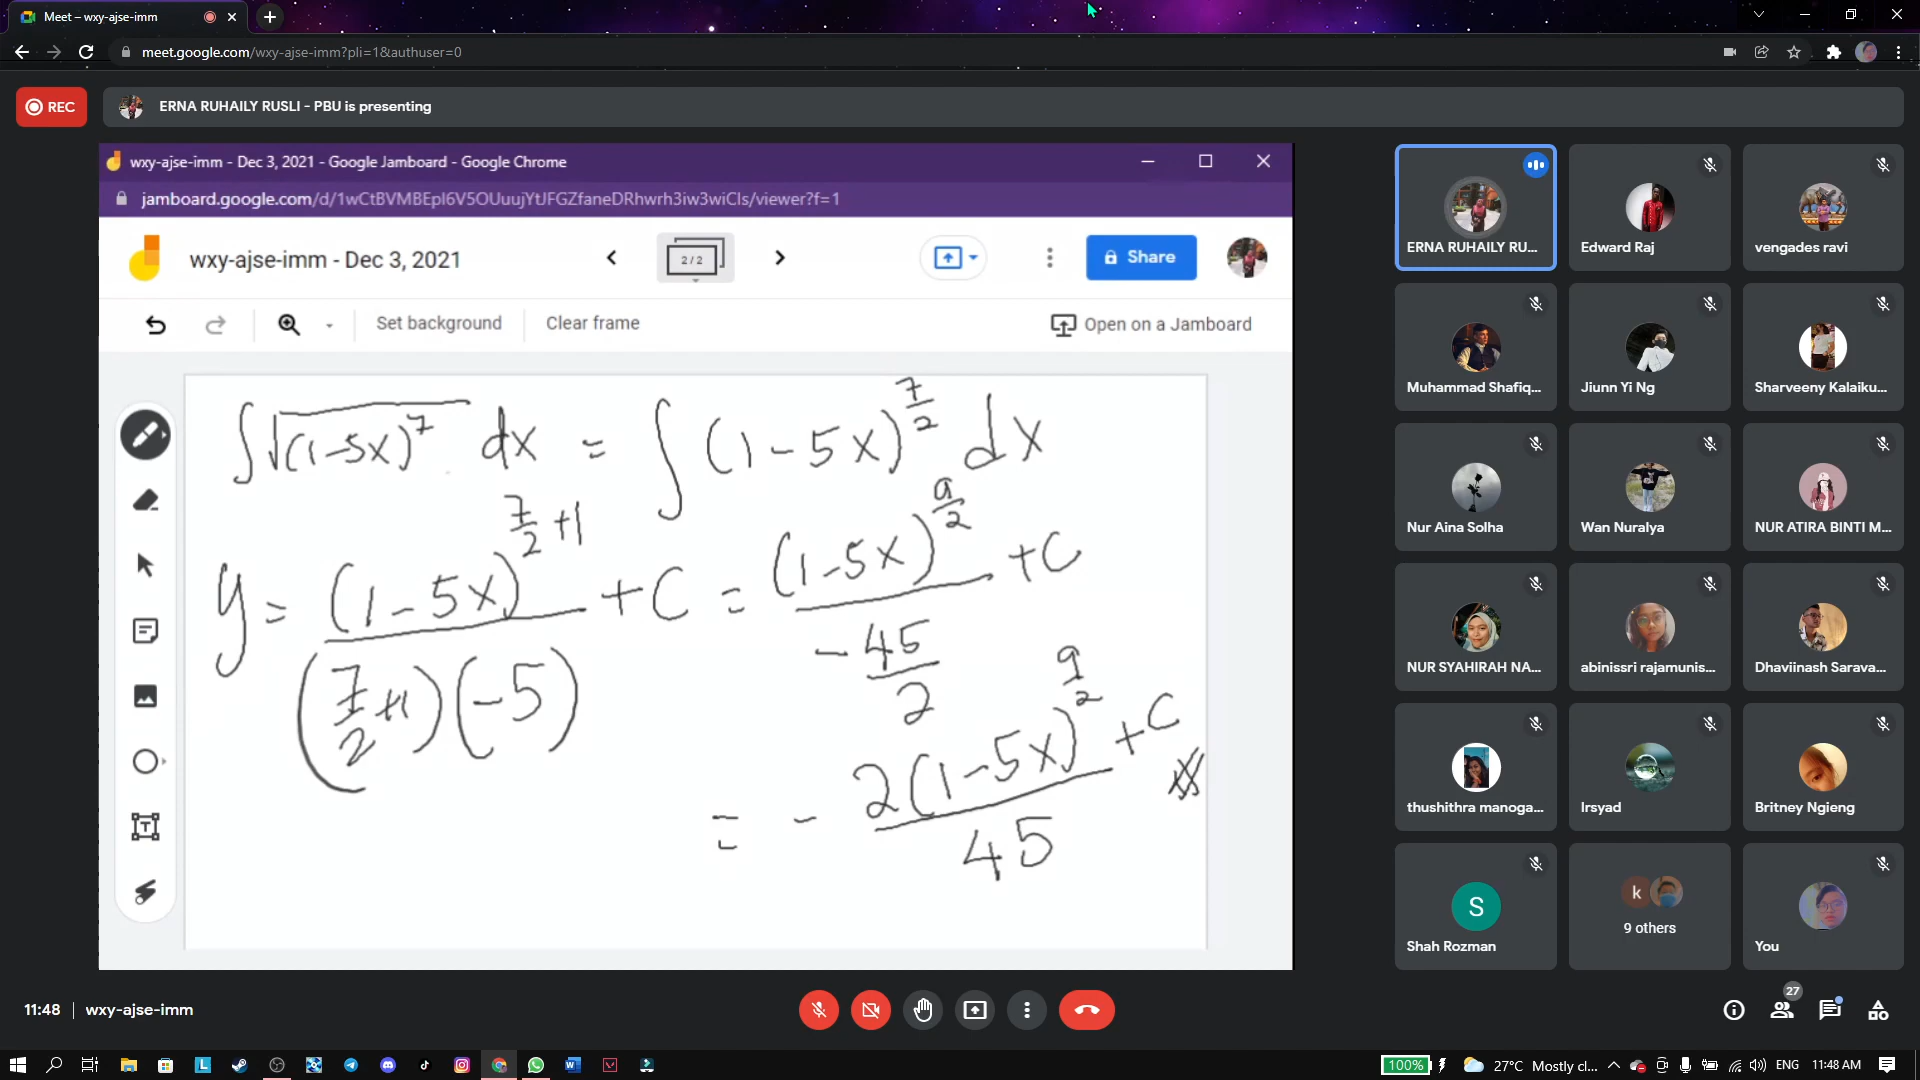 Meet – wxy-ajse-imm
meet.google.com/wxy-ajse-imm?pli=1&authuser=0
REC
ERNA RUHAILY RUSLI - PBU is presenting
wxy-ajse-imm - Dec 3, 2021 - Google Jamboard - Google Chrome
jamboard.google.com/d/1wCtBVMBEpl6V5OUuujYtJFGZfaneDRhwrh3iw3wiCIs/viewer?f=1
wxy-ajse-imm - Dec 3, 2021
2 / 2
Share
Set background
Clear frame
Open on a Jamboard
∫√(1-5x)^7 dx = ∫(1-5x)^(7/2) dx
y = (1-5x)^(7/2+1) / (7/2+1)(-5) + C = (1-5x)^(9/2) / -45/2 + C
= - 2(1-5x)^(9/2) / 45 + C
ERNA RUHAILY RU...
Edward Raj
vengades ravi
Muhammad Shafiq...
Jiunn Yi Ng
Sharveeny Kalaiku...
Nur Aina Solha
Wan Nuralya
NUR ATIRA BINTI M...
NUR SYAHIRAH NA...
abinissri rajamunis...
Dhaviinash Sarava...
thushithra manoga...
Irsyad
Britney Ngieng
S
Shah Rozman
k
9 others
You
11:48 | wxy-ajse-imm
27
100%
27°C Mostly cl...
ENG
11:48 AM